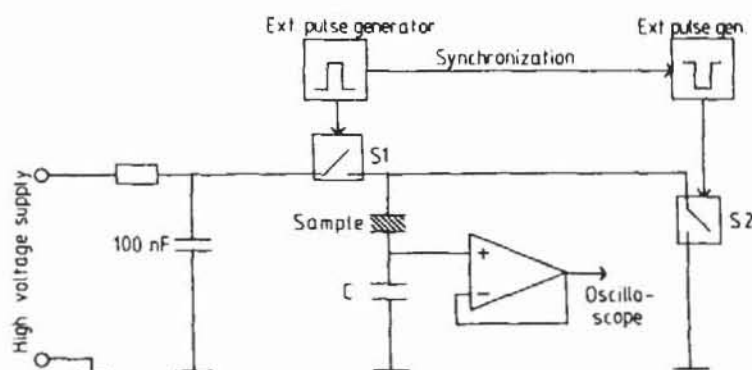 Ext pulse generator
Ext pulse gen.
Synchronization
S1
High voltage supply
100 nF
Sample
C
+
−
Oscillo-
scope
S2